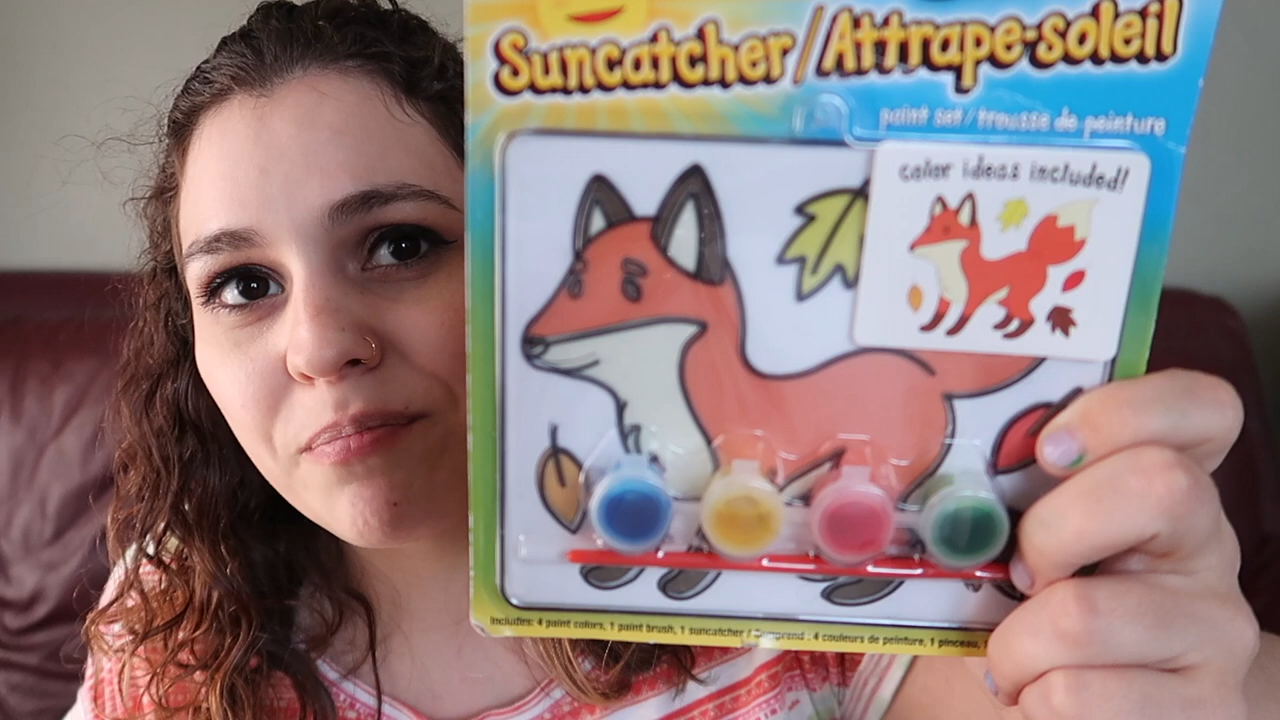 Suncatcher/Attrape-soleil
paint set/trousse de peinture
color ideas included!
Includes: 4 paint colors, 1 paint brush, 1 suncatcher / Comprend : 4 couleurs de peinture, 1 pinceau,